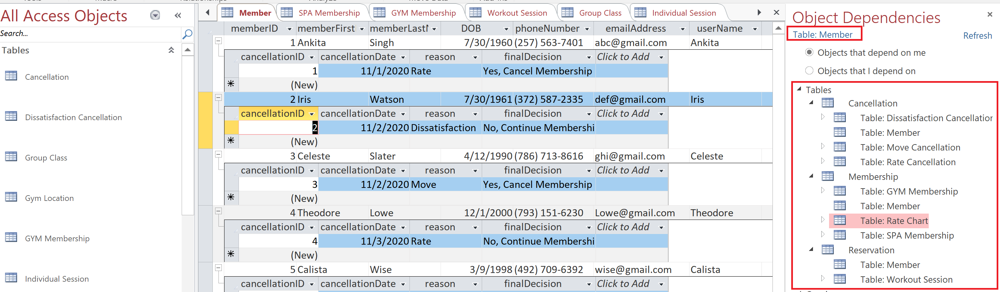 All Access Objects
Search...
Tables
Cancellation
Dissatisfaction Cancellation
Group Class
Gym Location
GYM Membership
Individual Session
Member SPA Membership GYM Membership Workout Session Group Class Individual Session
memberID memberFirst memberLast DOB phoneNumber emailAddress userName
1 Ankita Singh 7/30/1960 (257) 563-7401 abc@gmail.com Ankita
cancellationID cancellationDate reason finalDecision Click to Add
1 11/1/2020 Rate Yes, Cancel Membership
(New)
2 Iris Watson 7/30/1961 (372) 587-2335 def@gmail.com Iris
cancellationID cancellationDate reason finalDecision Click to Add
2 11/2/2020 Dissatisfaction No, Continue Membershi
(New)
3 Celeste Slater 4/12/1990 (786) 713-8616 ghi@gmail.com Celeste
cancellationID cancellationDate reason finalDecision Click to Add
3 11/2/2020 Move Yes, Cancel Membership
(New)
4 Theodore Lowe 12/1/2000 (793) 151-6230 Lowe@gmail.com Theodore
cancellationID cancellationDate reason finalDecision Click to Add
4 11/3/2020 Rate No, Continue Membershi
(New)
5 Calista Wise 3/9/1998 (492) 709-6392 wise@gmail.com Calista
cancellationID cancellationDate reason finalDecision Click to Add
Object Dependencies
Table: Member
Refresh
Objects that depend on me
Objects that I depend on
Tables
Cancellation
Table: Dissatisfaction Cancellation
Table: Member
Table: Move Cancellation
Table: Rate Cancellation
Membership
Table: GYM Membership
Table: Member
Table: Rate Chart
Table: SPA Membership
Reservation
Table: Member
Table: Workout Session